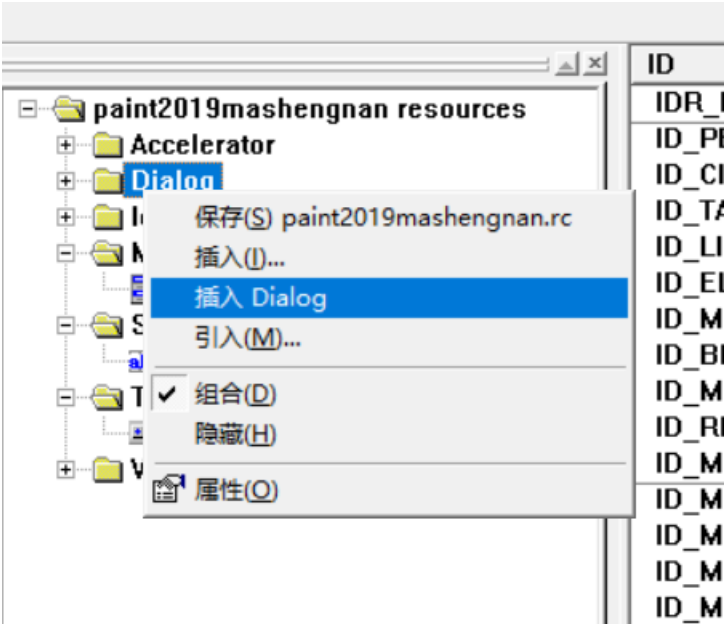 ID
paint2019mashengnan resources
Accelerator
Dialog
保存(S) paint2019mashengnan.rc
插入(I)...
插入 Dialog
引入(M)...
组合(D)
隐藏(H)
属性(O)
IDR_
ID_PE
ID_CI
ID_TA
ID_LI
ID_EL
ID_M
ID_BI
ID_M
ID_RI
ID_M
ID_M
ID_M
ID_M
ID_M